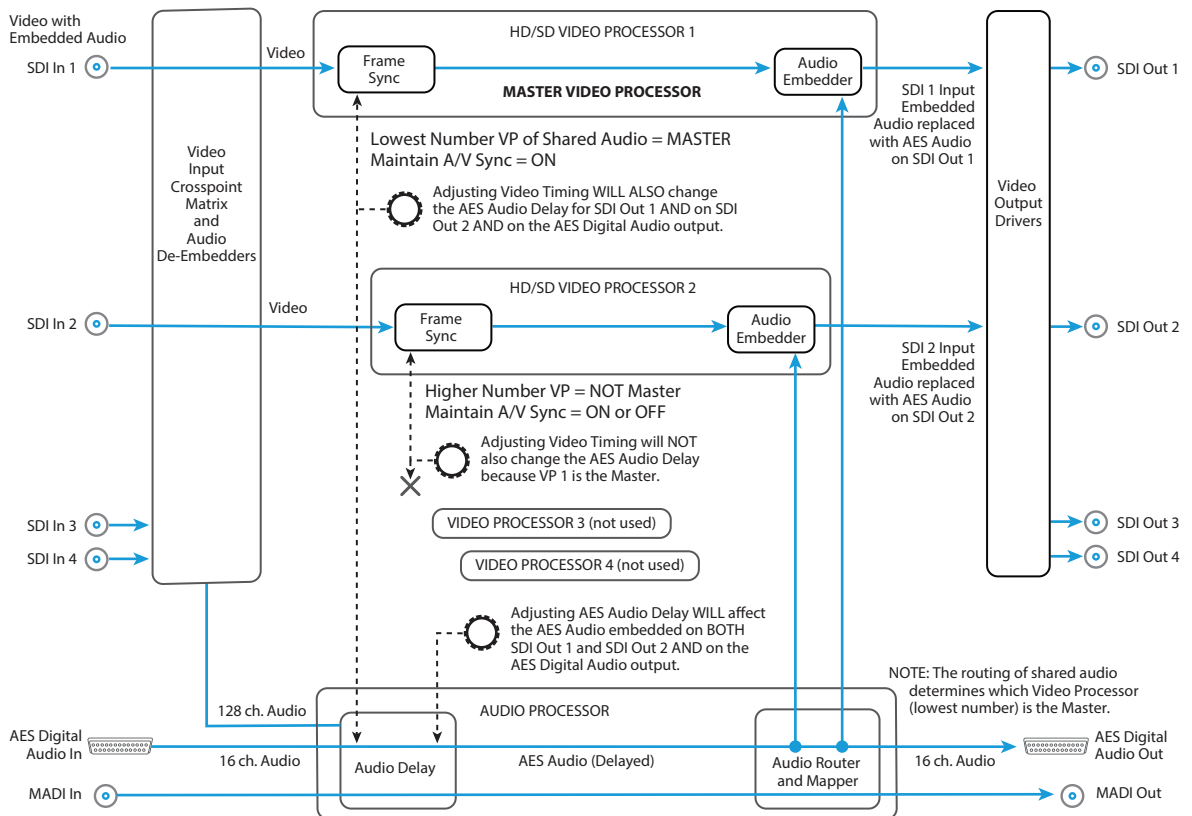 Video with
Embedded Audio
SDI In 1
Video
HD/SD VIDEO PROCESSOR 1
Frame
Sync
Audio
Embedder
MASTER VIDEO PROCESSOR
SDI Out 1
SDI 1 Input
Embedded
Audio replaced
with AES Audio
on SDI Out 1
Video
Input
Crosspoint
Matrix
and
Audio
De-Embedders
Lowest Number VP of Shared Audio = MASTER
Maintain A/V Sync = ON
Adjusting Video Timing WILL ALSO change
the AES Audio Delay for SDI Out 1 AND on SDI
Out 2 AND on the AES Digital Audio output.
Video
Output
Drivers
HD/SD VIDEO PROCESSOR 2
SDI In 2
Video
Frame
Sync
Audio
Embedder
SDI Out 2
SDI 2 Input
Embedded
Audio replaced
with AES Audio
on SDI Out 2
Higher Number VP = NOT Master
Maintain A/V Sync = ON or OFF
Adjusting Video Timing will NOT
also change the AES Audio Delay
because VP 1 is the Master.
SDI In 3
VIDEO PROCESSOR 3 (not used)
SDI Out 3
SDI In 4
VIDEO PROCESSOR 4 (not used)
SDI Out 4
Adjusting AES Audio Delay WILL affect
the AES Audio embedded on BOTH
SDI Out 1 and SDI Out 2 AND on the
AES Digital Audio output.
NOTE: The routing of shared audio
determines which Video Processor
(lowest number) is the Master.
128 ch. Audio
AUDIO PROCESSOR
AES Digital
Audio In
16 ch. Audio
Audio Delay
AES Audio (Delayed)
Audio Router
and Mapper
16 ch. Audio
AES Digital
Audio Out
MADI In
MADI Out